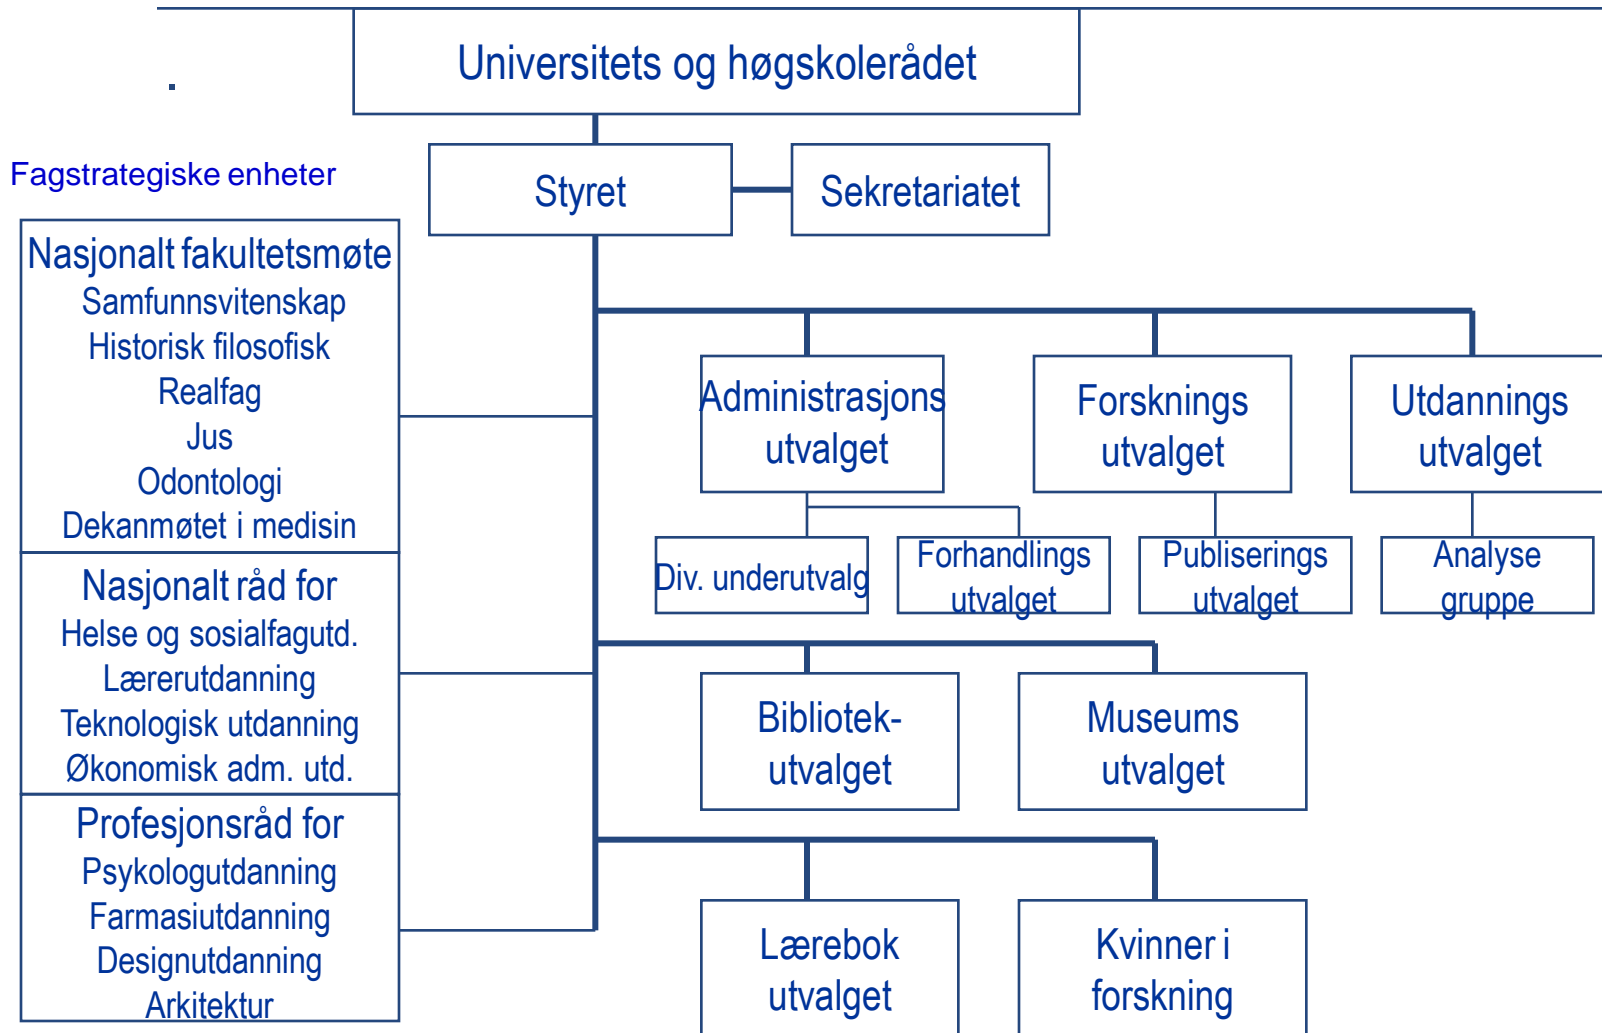 Universitets og høgskolerådet
.
Fagstrategiske enheter
Styret
Sekretariatet
Nasjonalt fakultetsmøte
Samfunnsvitenskap
Historisk filosofisk
Realfag
Jus
Odontologi
Dekanmøtet i medisin
Nasjonalt råd for
Helse og sosialfagutd.
Lærerutdanning
Teknologisk utdanning
Økonomisk adm. utd.
Profesjonsråd for
Psykologutdanning
Farmasiutdanning
Designutdanning
Arkitektur
Administrasjons
utvalget
Forsknings
utvalget
Utdannings
utvalget
Div. underutvalg
Forhandlings
utvalget
Publiserings
utvalget
Analyse
gruppe
Bibliotek-
utvalget
Museums
utvalget
Lærebok
utvalget
Kvinner i
forskning